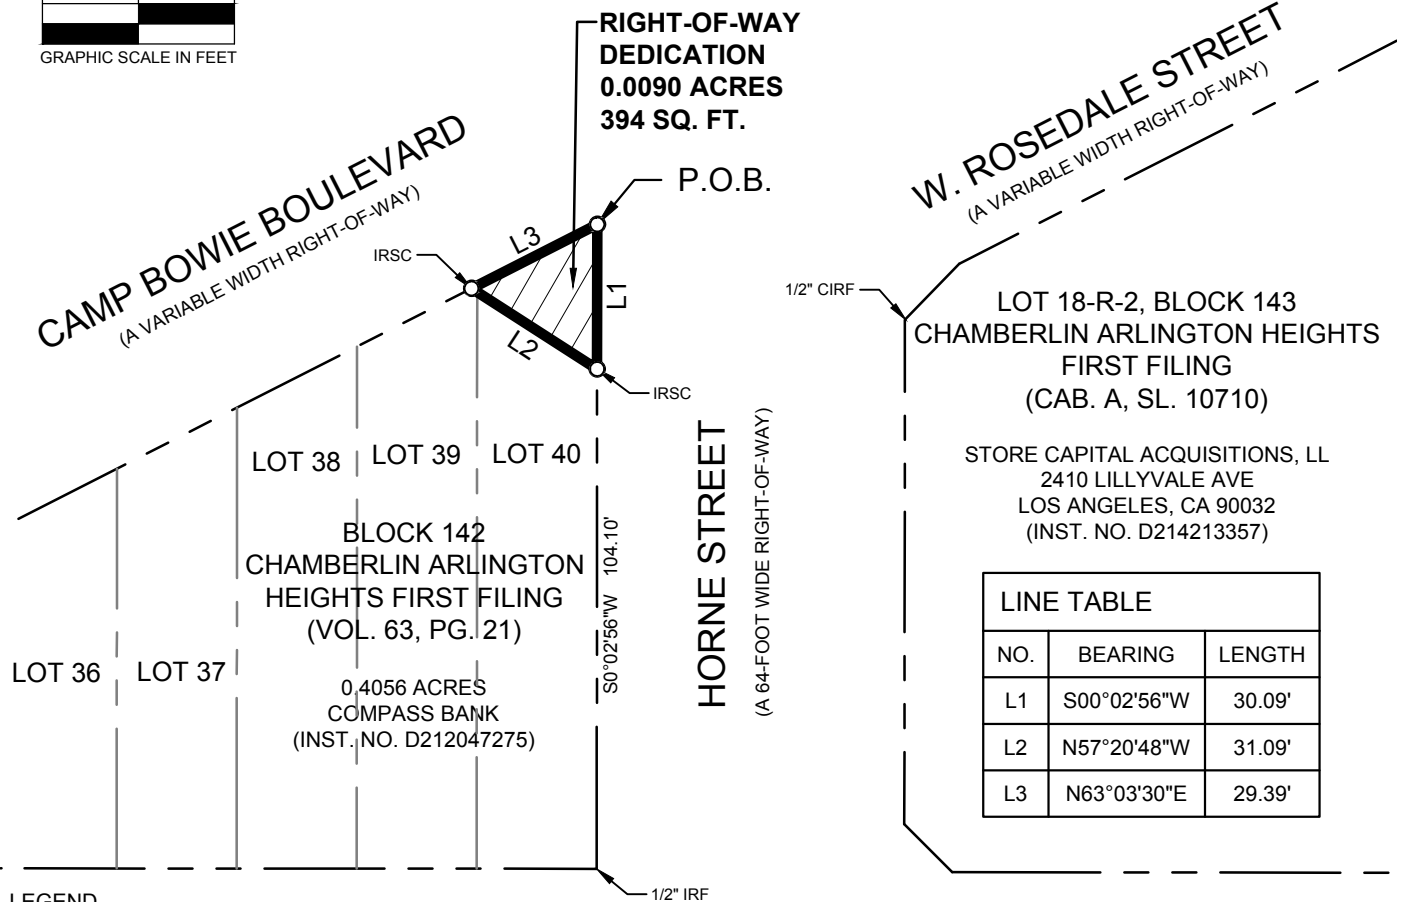 GRAPHIC SCALE IN FEET
RIGHT-OF-WAY
DEDICATION
0.0090 ACRES
394 SQ. FT.
P.O.B.
CAMP BOWIE BOULEVARD
(A VARIABLE WIDTH RIGHT-OF-WAY)
W. ROSEDALE STREET
(A VARIABLE WIDTH RIGHT-OF-WAY)
IRSC
L3
L1
L2
IRSC
1/2" CIRF
LOT 18-R-2, BLOCK 143
CHAMBERLIN ARLINGTON HEIGHTS
FIRST FILING
(CAB. A, SL. 10710)
STORE CAPITAL ACQUISITIONS, LL
2410 LILLYVALE AVE
LOS ANGELES, CA 90032
(INST. NO. D214213357)
HORNE STREET
(A 64-FOOT WIDE RIGHT-OF-WAY)
S0°02'56"W 104.10'
LOT 38
LOT 39
LOT 40
BLOCK 142
CHAMBERLIN ARLINGTON
HEIGHTS FIRST FILING
(VOL. 63, PG. 21)
LOT 36
LOT 37
0.4056 ACRES
COMPASS BANK
(INST. NO. D212047275)
LINE TABLE
NO. BEARING LENGTH
L1 S00°02'56"W 30.09'
L2 N57°20'48"W 31.09'
L3 N63°03'30"E 29.39'
1/2" IRF
LEGEND